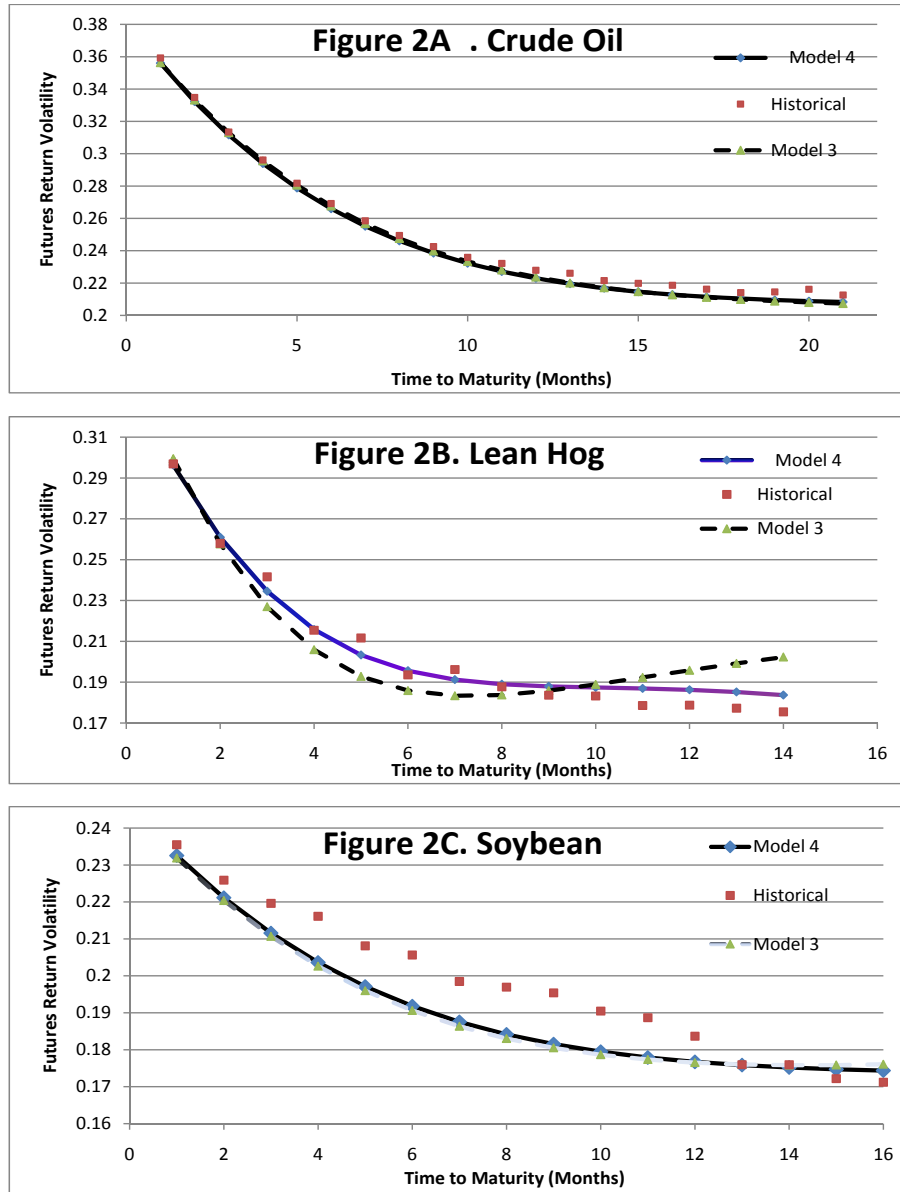 Figure 2A . Crude Oil
Futures Return Volatility
0.38
0.36
0.34
0.32
0.3
0.28
0.26
0.24
0.22
0.2
0 5 10 15 20
Time to Maturity (Months)
Model 4
Historical
Model 3
Figure 2B. Lean Hog
Futures Return Volatility
0.31
0.29
0.27
0.25
0.23
0.21
0.19
0.17
0 2 4 6 8 10 12 14 16
Time to Maturity (Months)
Model 4
Historical
Model 3
Figure 2C. Soybean
Futures Return Volatility
0.24
0.23
0.22
0.21
0.2
0.19
0.18
0.17
0.16
0 2 4 6 8 10 12 14 16
Time to Maturity (Months)
Model 4
Historical
Model 3